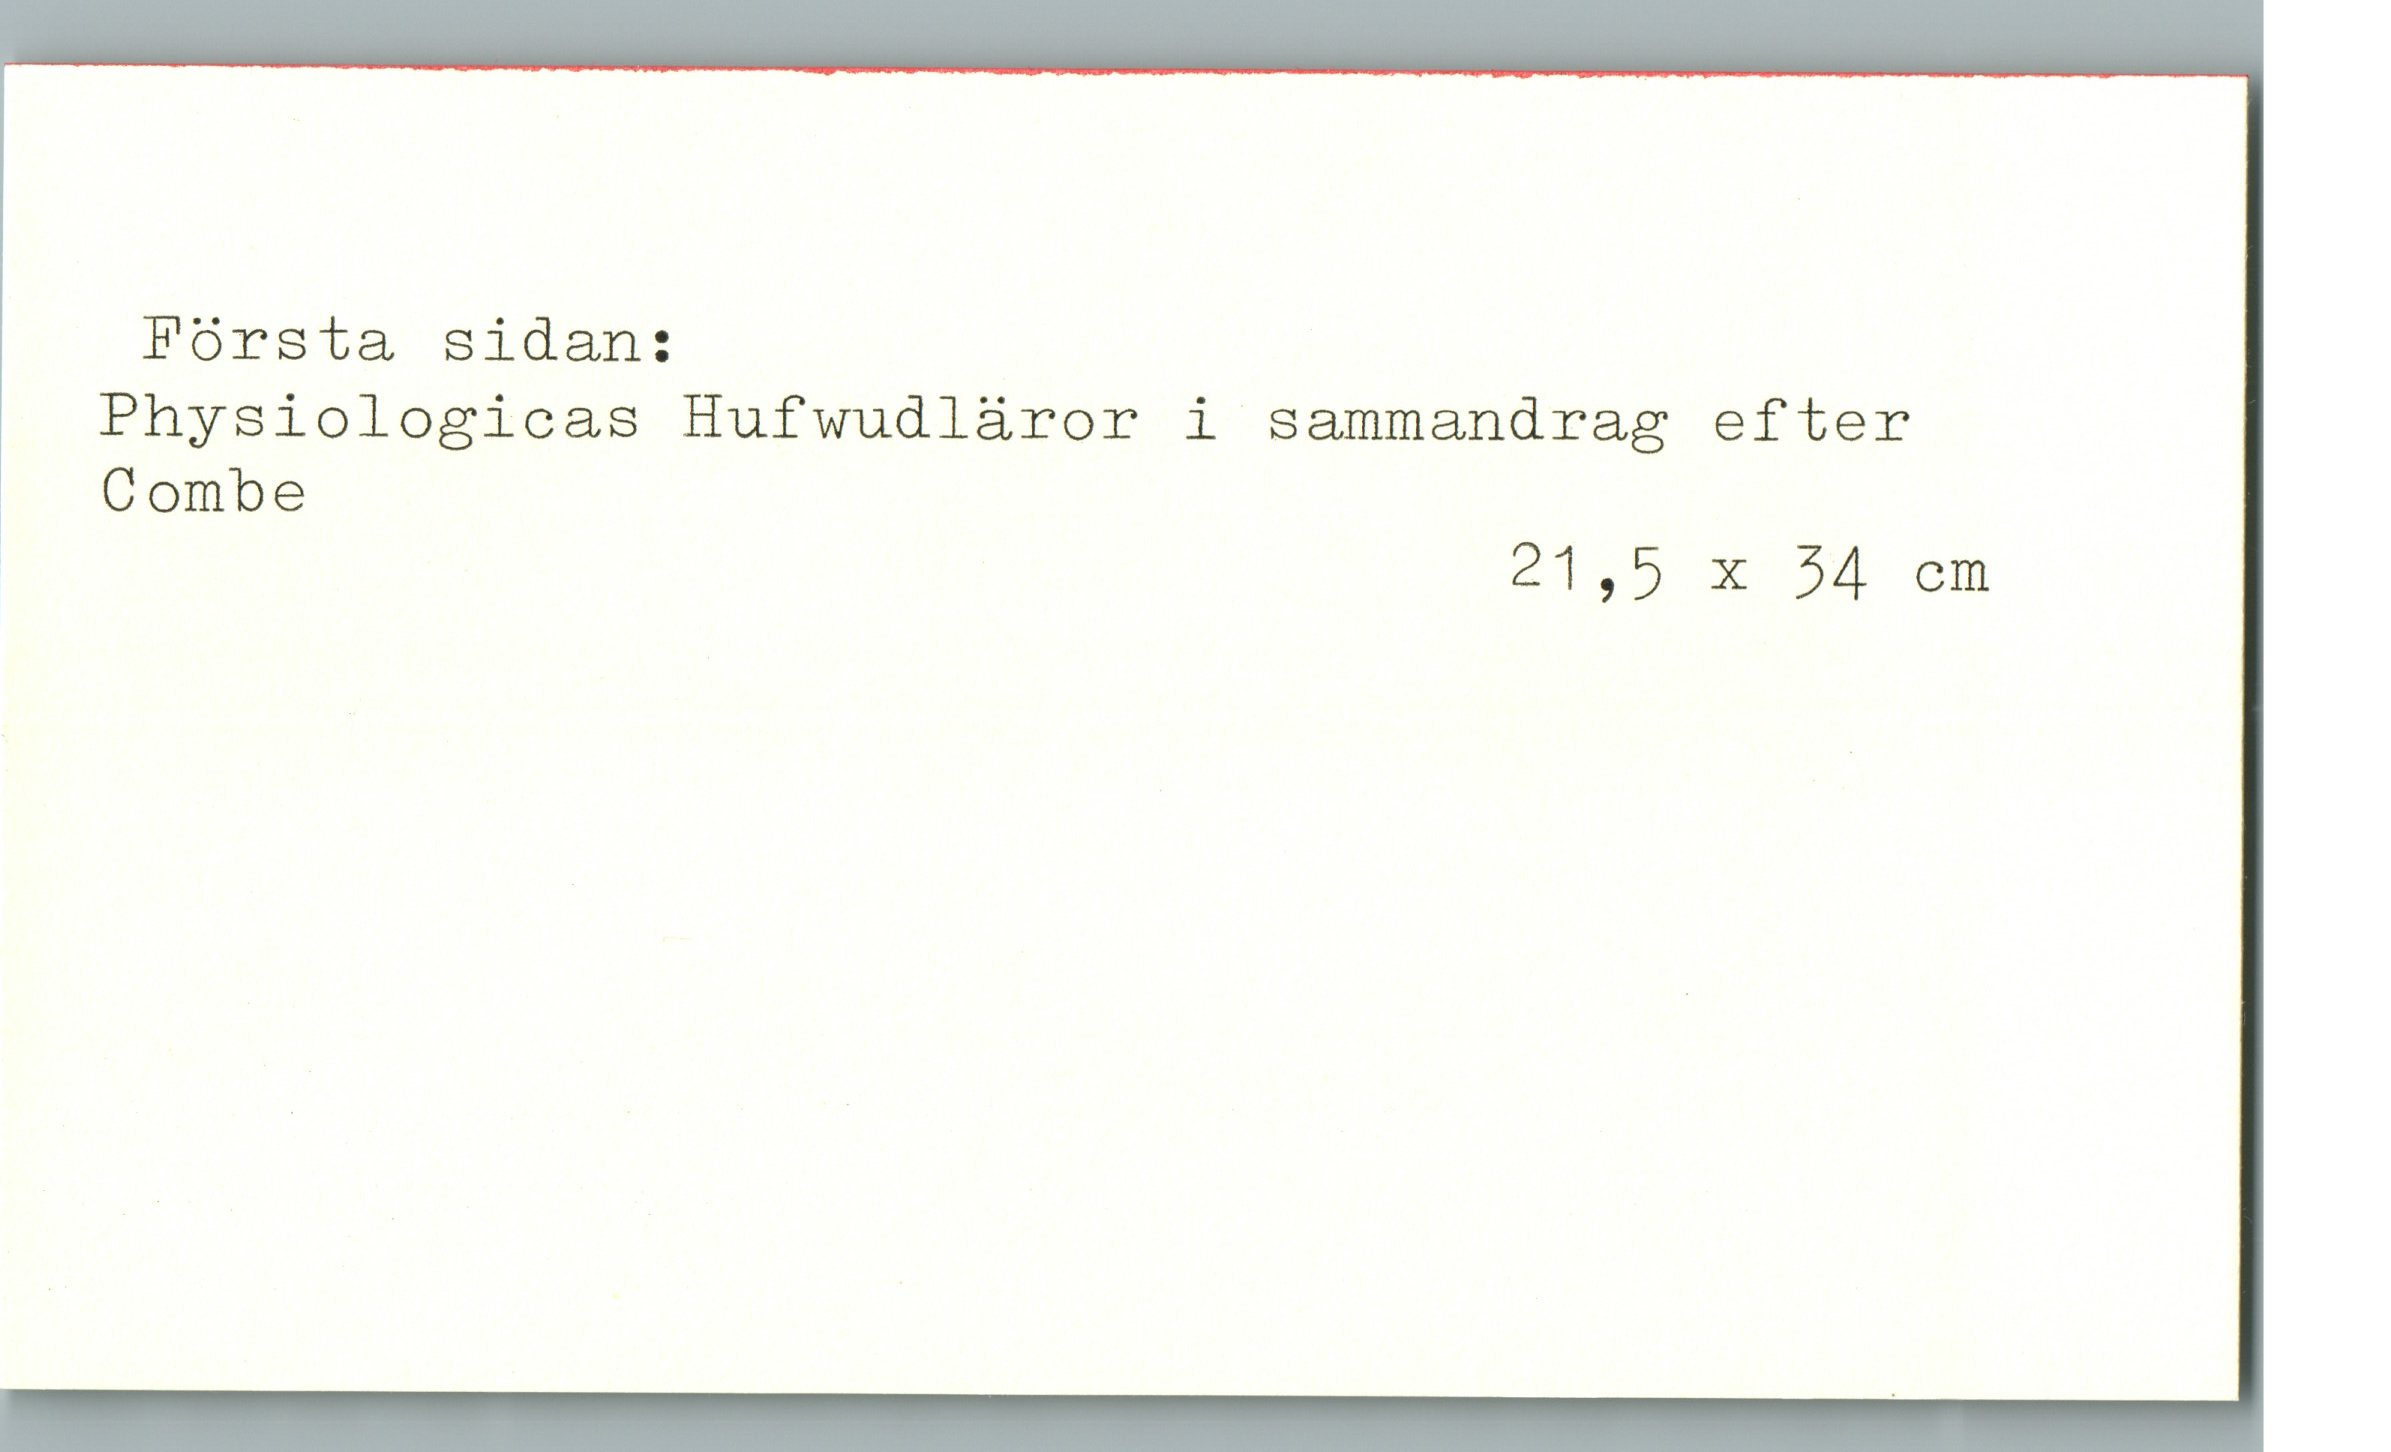 Första sidan:
Physiologicas Hufwudläror i sammandrag efter
Combe
21,5 x 34 cm